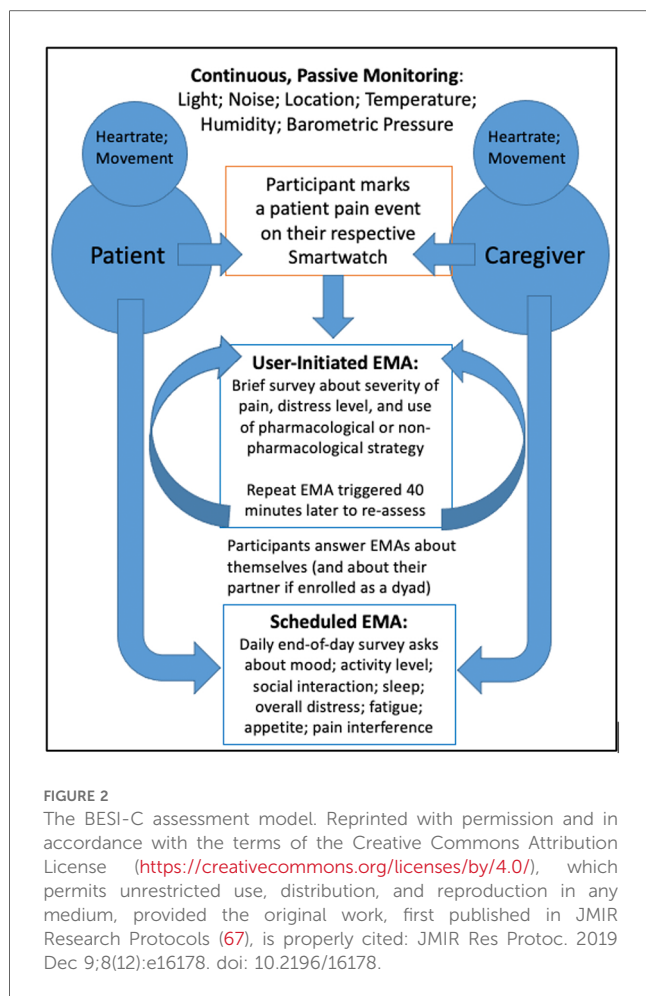 Continuous, Passive Monitoring:
Light; Noise; Location; Temperature;
Humidity; Barometric Pressure
Heartrate;
Movement
Heartrate;
Movement
Participant marks
a patient pain event
on their respective
Smartwatch
Patient
Caregiver
User-Initiated EMA:
Brief survey about severity of
pain, distress level, and use
of pharmacological or non-
pharmacological strategy
Repeat EMA triggered 40
minutes later to re-assess
Participants answer EMAs about
themselves (and about their
partner if enrolled as a dyad)
Scheduled EMA:
Daily end-of-day survey asks
about mood; activity level;
social interaction; sleep;
overall distress; fatigue;
appetite; pain interference
FIGURE 2
The BESI-C assessment model. Reprinted with permission and in
accordance with the terms of the Creative Commons Attribution
License (https://creativecommons.org/licenses/by/4.0/), which
permits unrestricted use, distribution, and reproduction in any
medium, provided the original work, first published in JMIR
Research Protocols (67), is properly cited: JMIR Res Protoc. 2019
Dec 9;8(12):e16178. doi: 10.2196/16178.